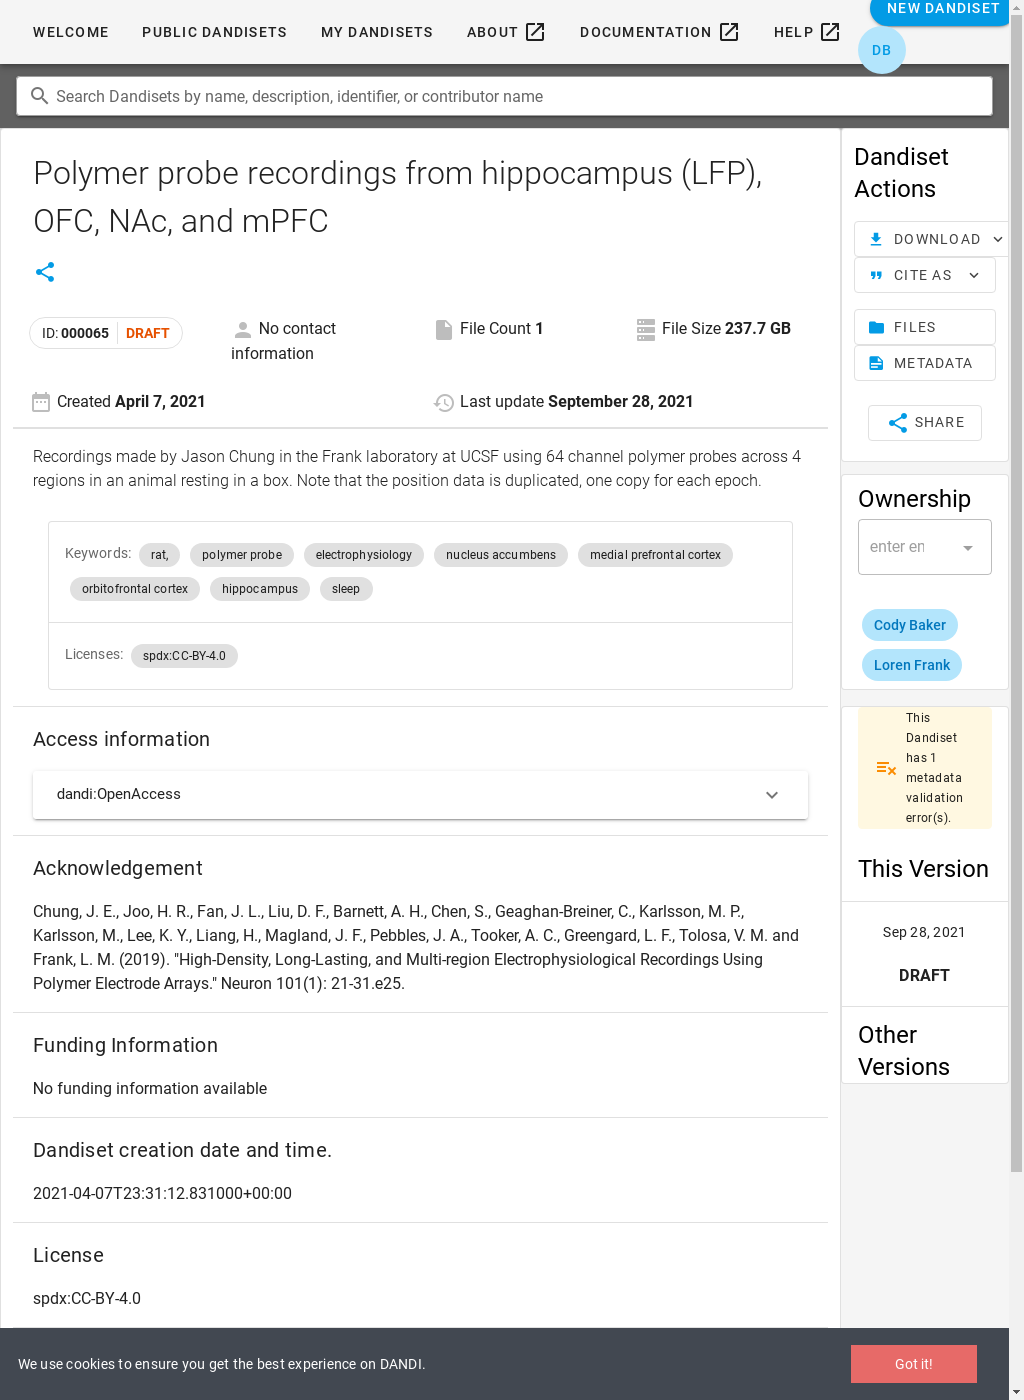 WELCOME PUBLIC DANDISETS MY DANDISETS ABOUT DOCUMENTATION HELP NEW DANDISET
DB
Search Dandisets by name, description, identifier, or contributor name
Polymer probe recordings from hippocampus (LFP),
OFC, NAc, and mPFC
ID: 000065 DRAFT
No contact
information
File Count 1
File Size 237.7 GB
Created April 7, 2021
Last update September 28, 2021
Recordings made by Jason Chung in the Frank laboratory at UCSF using 64 channel polymer probes across 4
regions in an animal resting in a box. Note that the position data is duplicated, one copy for each epoch.
Keywords: rat, polymer probe electrophysiology nucleus accumbens medial prefrontal cortex
orbitofrontal cortex hippocampus sleep
Licenses: spdx:CC-BY-4.0
Access information
dandi:OpenAccess
Acknowledgement
Chung, J. E., Joo, H. R., Fan, J. L., Liu, D. F., Barnett, A. H., Chen, S., Geaghan-Breiner, C., Karlsson, M. P.,
Karlsson, M., Lee, K. Y., Liang, H., Magland, J. F., Pebbles, J. A., Tooker, A. C., Greengard, L. F., Tolosa, V. M. and
Frank, L. M. (2019). "High-Density, Long-Lasting, and Multi-region Electrophysiological Recordings Using
Polymer Electrode Arrays." Neuron 101(1): 21-31.e25.
Funding Information
No funding information available
Dandiset creation date and time.
2021-04-07T23:31:12.831000+00:00
License
spdx:CC-BY-4.0
Dandiset
Actions
DOWNLOAD
CITE AS
FILES
METADATA
SHARE
Ownership
enter en
Cody Baker
Loren Frank
This
Dandiset
has 1
metadata
validation
error(s).
This Version
Sep 28, 2021
DRAFT
Other
Versions
We use cookies to ensure you get the best experience on DANDI.
Got it!